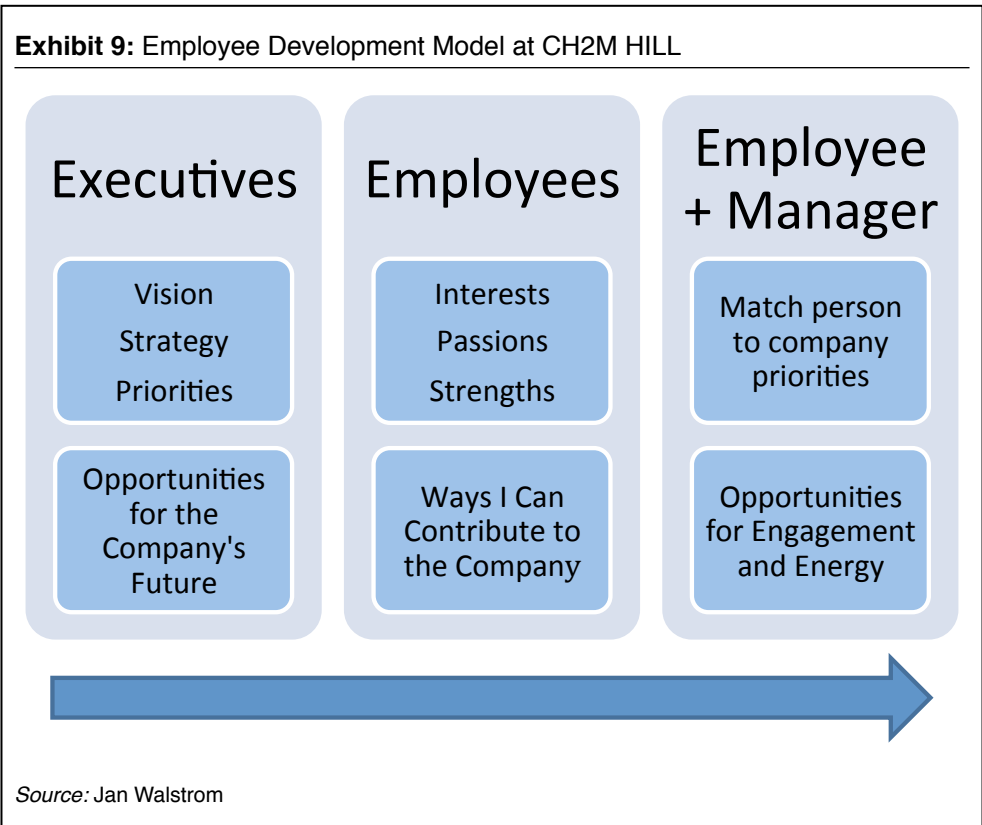 Exhibit 9: Employee Development Model at CH2M HILL
Executives
Vision
Strategy
Priorities
Opportunities
for the
Company's
Future
Employees
Interests
Passions
Strengths
Ways I Can
Contribute to
the Company
Employee
+ Manager
Match person
to company
priorities
Opportunities
for Engagement
and Energy
Source: Jan Walstrom